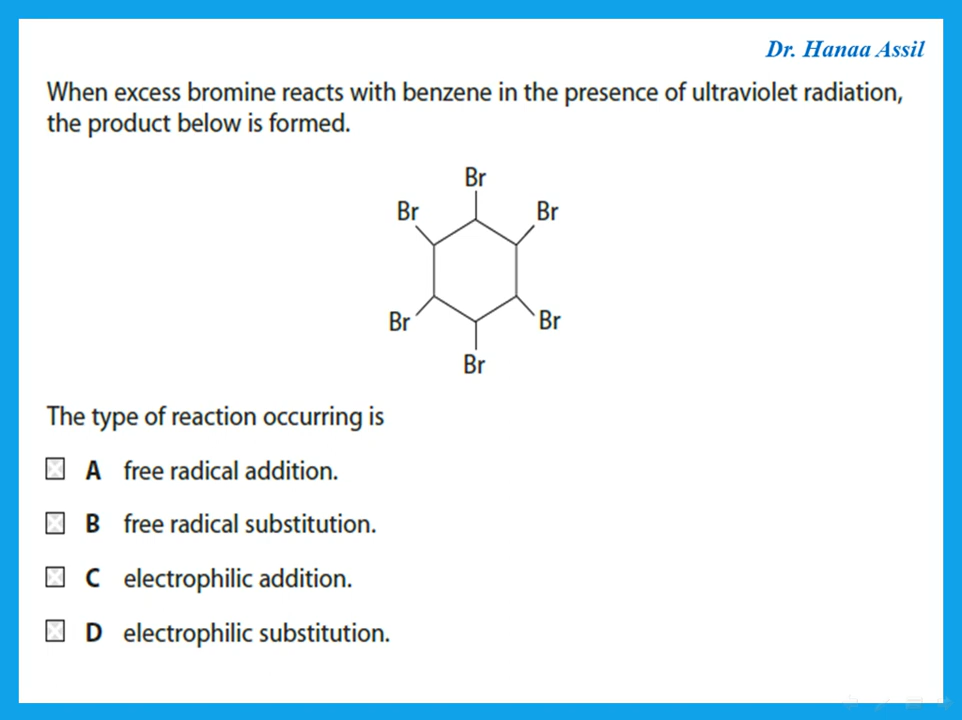 Dr. Hanaa Assil
When excess bromine reacts with benzene in the presence of ultraviolet radiation,
the product below is formed.
Br
Br Br
Br Br
Br
The type of reaction occurring is
A free radical addition.
B free radical substitution.
C electrophilic addition.
D electrophilic substitution.